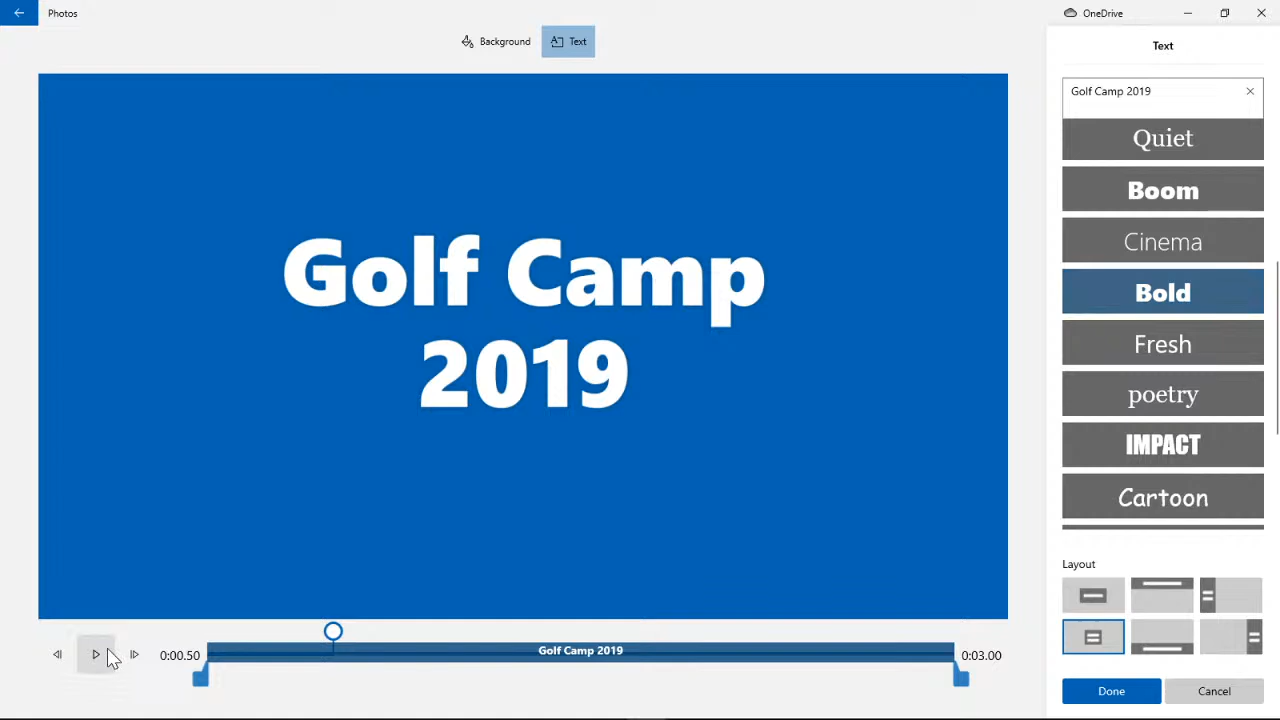 Photos
OneDrive
Background
Text
Text
Golf Camp 2019
Quiet
Boom
Cinema
Bold
Fresh
poetry
IMPACT
Cartoon
Golf Camp
2019
Layout
0:00.50
Golf Camp 2019
0:03.00
Done
Cancel